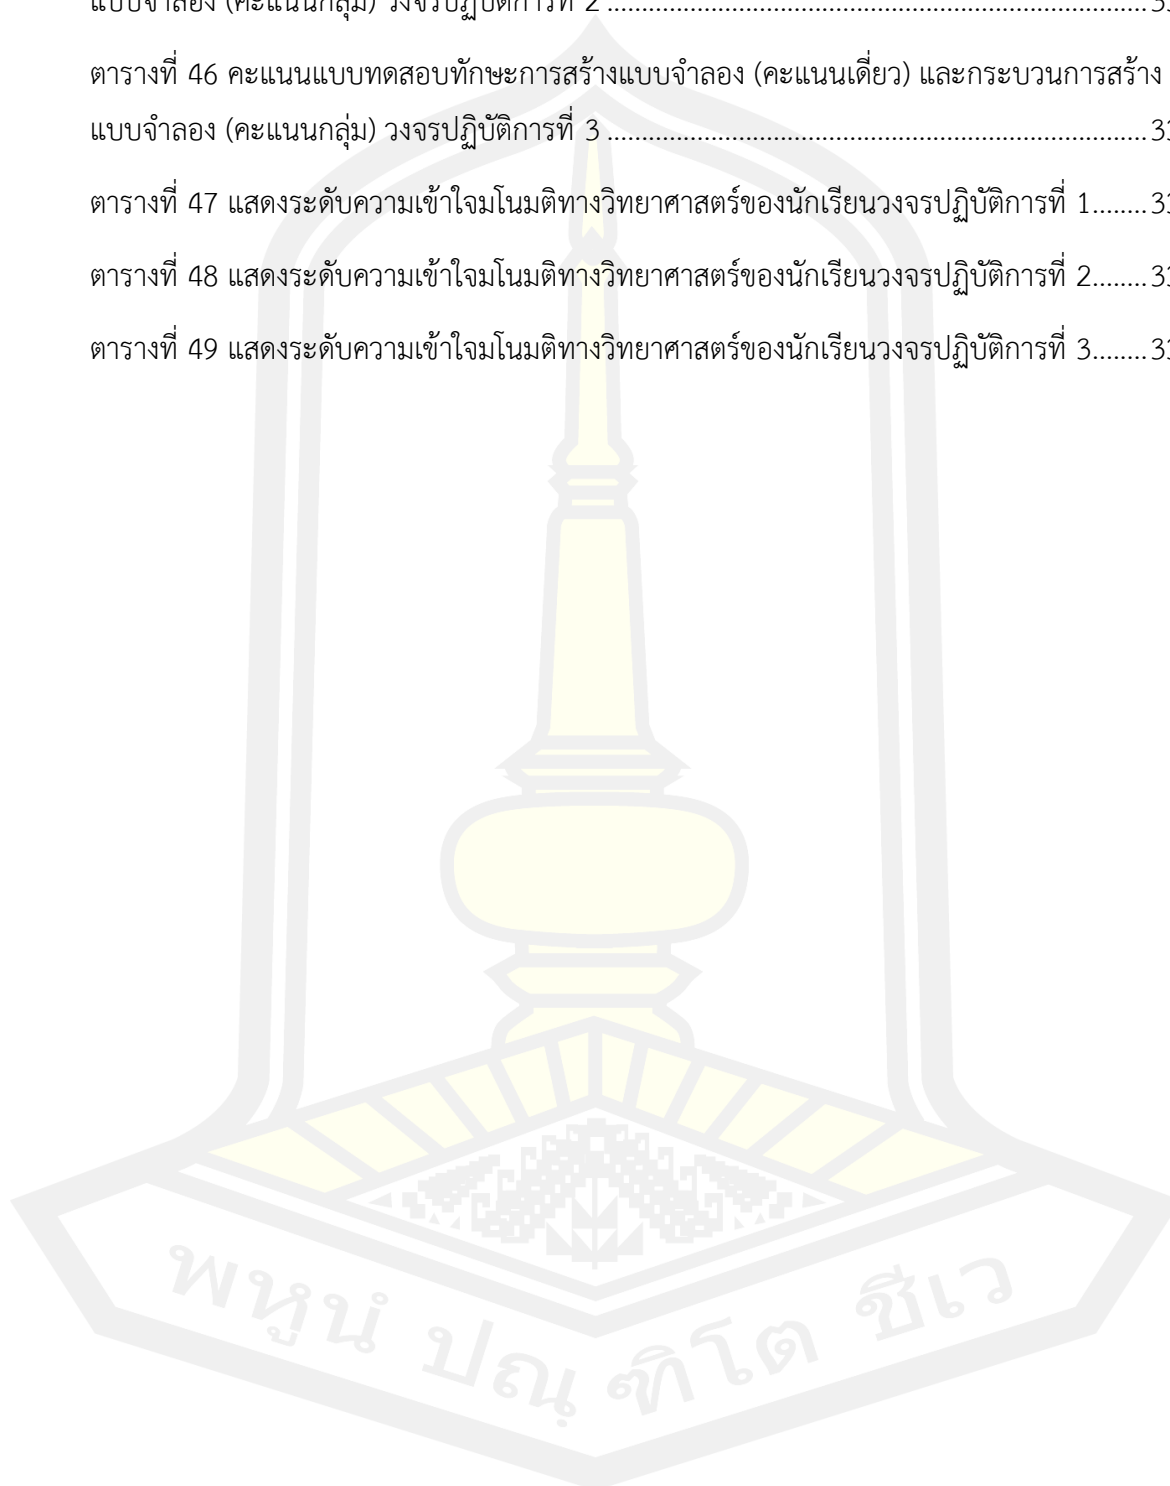 แบบจำลอง (คะแนนกลุ่ม) วงจรปฏิบัติการที่ 2
ตารางที่ 46 คะแนนแบบทดสอบทักษะการสร้างแบบจำลอง (คะแนนเดี่ยว) และกระบวนการสร้าง
แบบจำลอง (คะแนนกลุ่ม) วงจรปฏิบัติการที่ 3
ตารางที่ 47 แสดงระดับความเข้าใจมโนมติทางวิทยาศาสตร์ของนักเรียนวงจรปฏิบัติการที่ 1
ตารางที่ 48 แสดงระดับความเข้าใจมโนมติทางวิทยาศาสตร์ของนักเรียนวงจรปฏิบัติการที่ 2
ตารางที่ 49 แสดงระดับความเข้าใจมโนมติทางวิทยาศาสตร์ของนักเรียนวงจรปฏิบัติการที่ 3
พหูนํ ปณฺฑิโต ชีเว